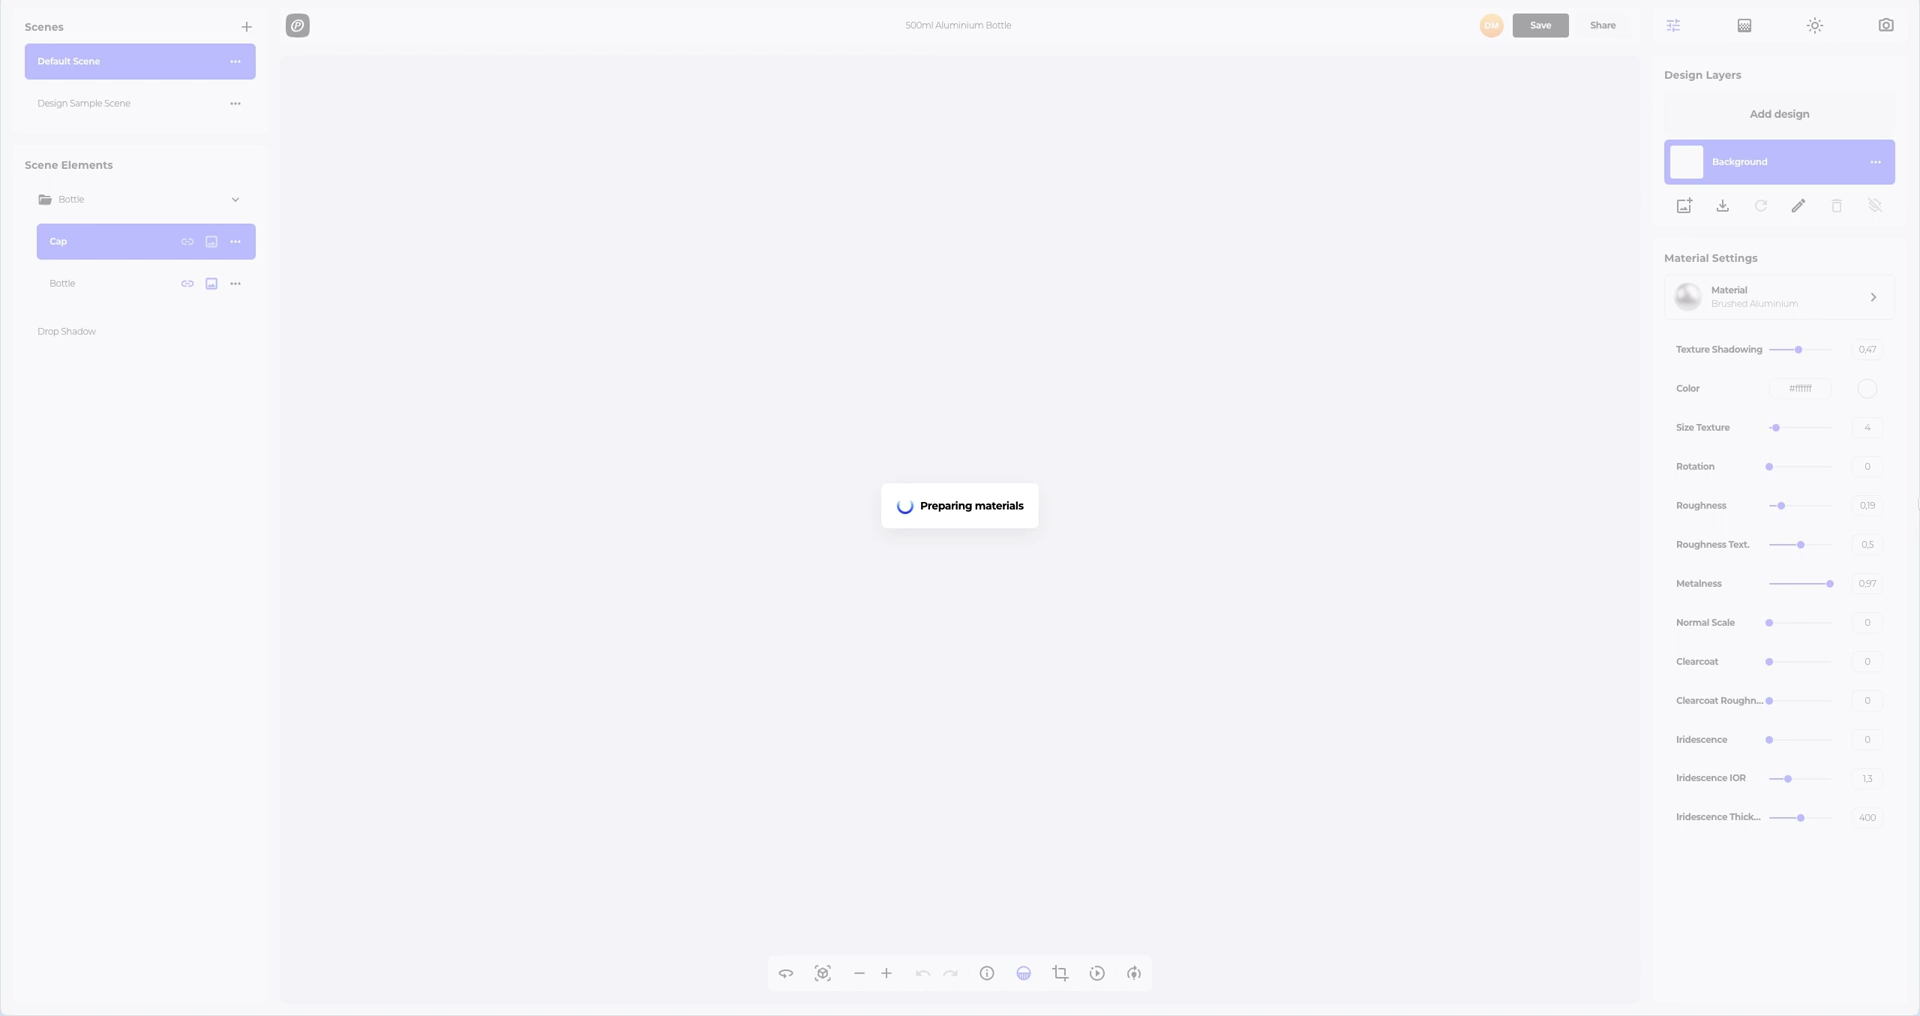 Scenes
Default Scene
Design Sample Scene
Scene Elements
Bottle
Cap
Bottle
Drop Shadow
500ml Aluminium Bottle
DM
Save
Share
Preparing materials
Design Layers
Add design
Background
Material Settings
Material
Brushed Aluminium
Texture Shadowing 0,47
Color #ffffff
Size Texture 4
Rotation 0
Roughness 0,19
Roughness Text. 0,5
Metalness 0,97
Normal Scale 0
Clearcoat 0
Clearcoat Roughn... 0
Iridescence 0
Iridescence IOR 1,3
Iridescence Thick... 400